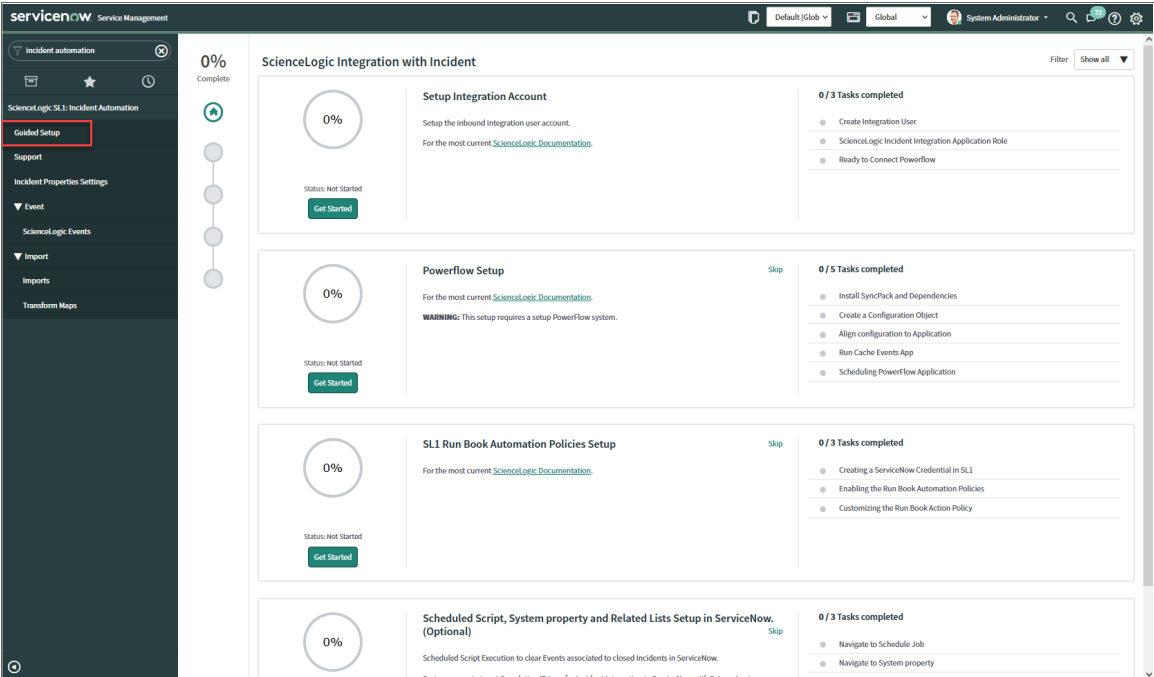 servicenow Service Management
Default [Glob
Global
System Administrator
72
incident automation
ScienceLogic SL1: Incident Automation
Guided Setup
Support
Incident Properties Settings
Event
ScienceLogic Events
Import
Imports
Transform Maps
0%
Complete
ScienceLogic Integration with Incident
Filter
Show all
0%
Status: Not Started
Get Started
Setup Integration Account
Setup the inbound integration user account.
For the most current ScienceLogic Documentation.
0 / 3 Tasks completed
Create Integration User
ScienceLogic Incident Integration Application Role
Ready to Connect Powerflow
0%
Status: Not Started
Get Started
Powerflow Setup
Skip
For the most current ScienceLogic Documentation.
WARNING: This setup requires a setup PowerFlow system.
0 / 5 Tasks completed
Install SyncPack and Dependencies
Create a Configuration Object
Align configuration to Application
Run Cache Events App
Scheduling PowerFlow Application
0%
Status: Not Started
Get Started
SL1 Run Book Automation Policies Setup
Skip
For the most current ScienceLogic Documentation.
0 / 3 Tasks completed
Creating a ServiceNow Credential in SL1
Enabling the Run Book Automation Policies
Customizing the Run Book Action Policy
0%
Scheduled Script, System property and Related Lists Setup in ServiceNow.
(Optional)
Skip
Scheduled Script Execution to clear Events associated to closed Incidents in ServiceNow.
0 / 3 Tasks completed
Navigate to Schedule Job
Navigate to System property